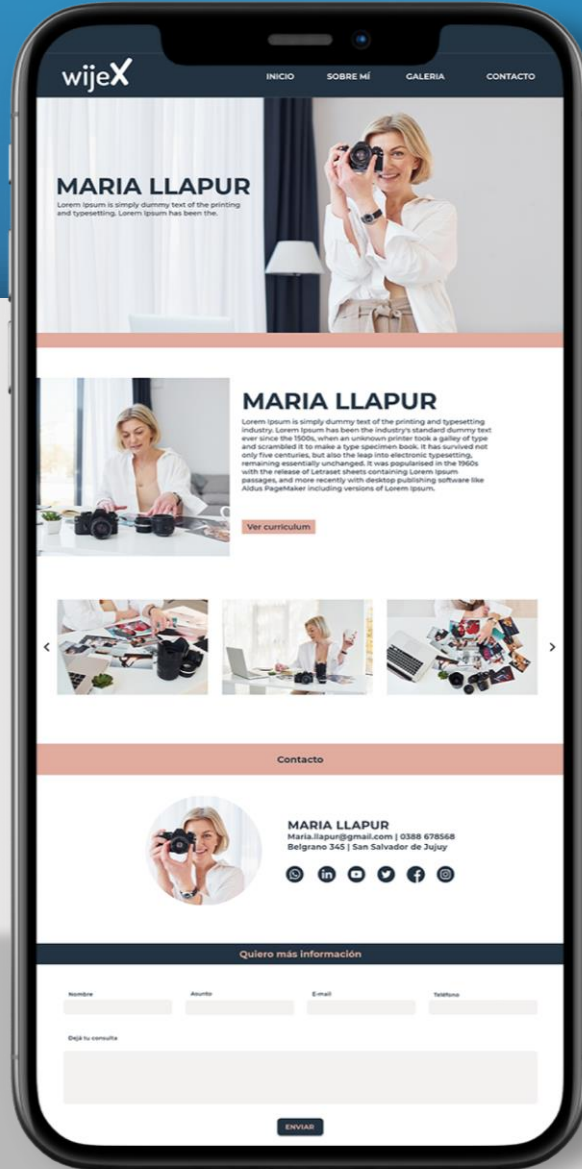 wijeX
INICIO SOBRE MÍ GALERIA CONTACTO
MARIA LLAPUR
Lorem Ipsum is simply dummy text of the printing
and typesetting. Lorem Ipsum has been the.
MARIA LLAPUR
Lorem Ipsum is simply dummy text of the printing and typesetting
industry. Lorem Ipsum has been the industry's standard dummy text
ever since the 1500s, when an unknown printer took a galley of type
and scrambled it to make a type specimen book. It has survived not
only five centuries, but also the leap into electronic typesetting,
remaining essentially unchanged. It was popularised in the 1960s
with the release of Letraset sheets containing Lorem Ipsum
passages, and more recently with desktop publishing software like
Aldus PageMaker including versions of Lorem Ipsum.
Ver curriculum
Contacto
MARIA LLAPUR
Maria.llapur@gmail.com | 0388 678568
Belgrano 345 | San Salvador de Jujuy
Quiero más información
Nombre Asunto E-mail Teléfono
Dejá tu consulta
ENVIAR